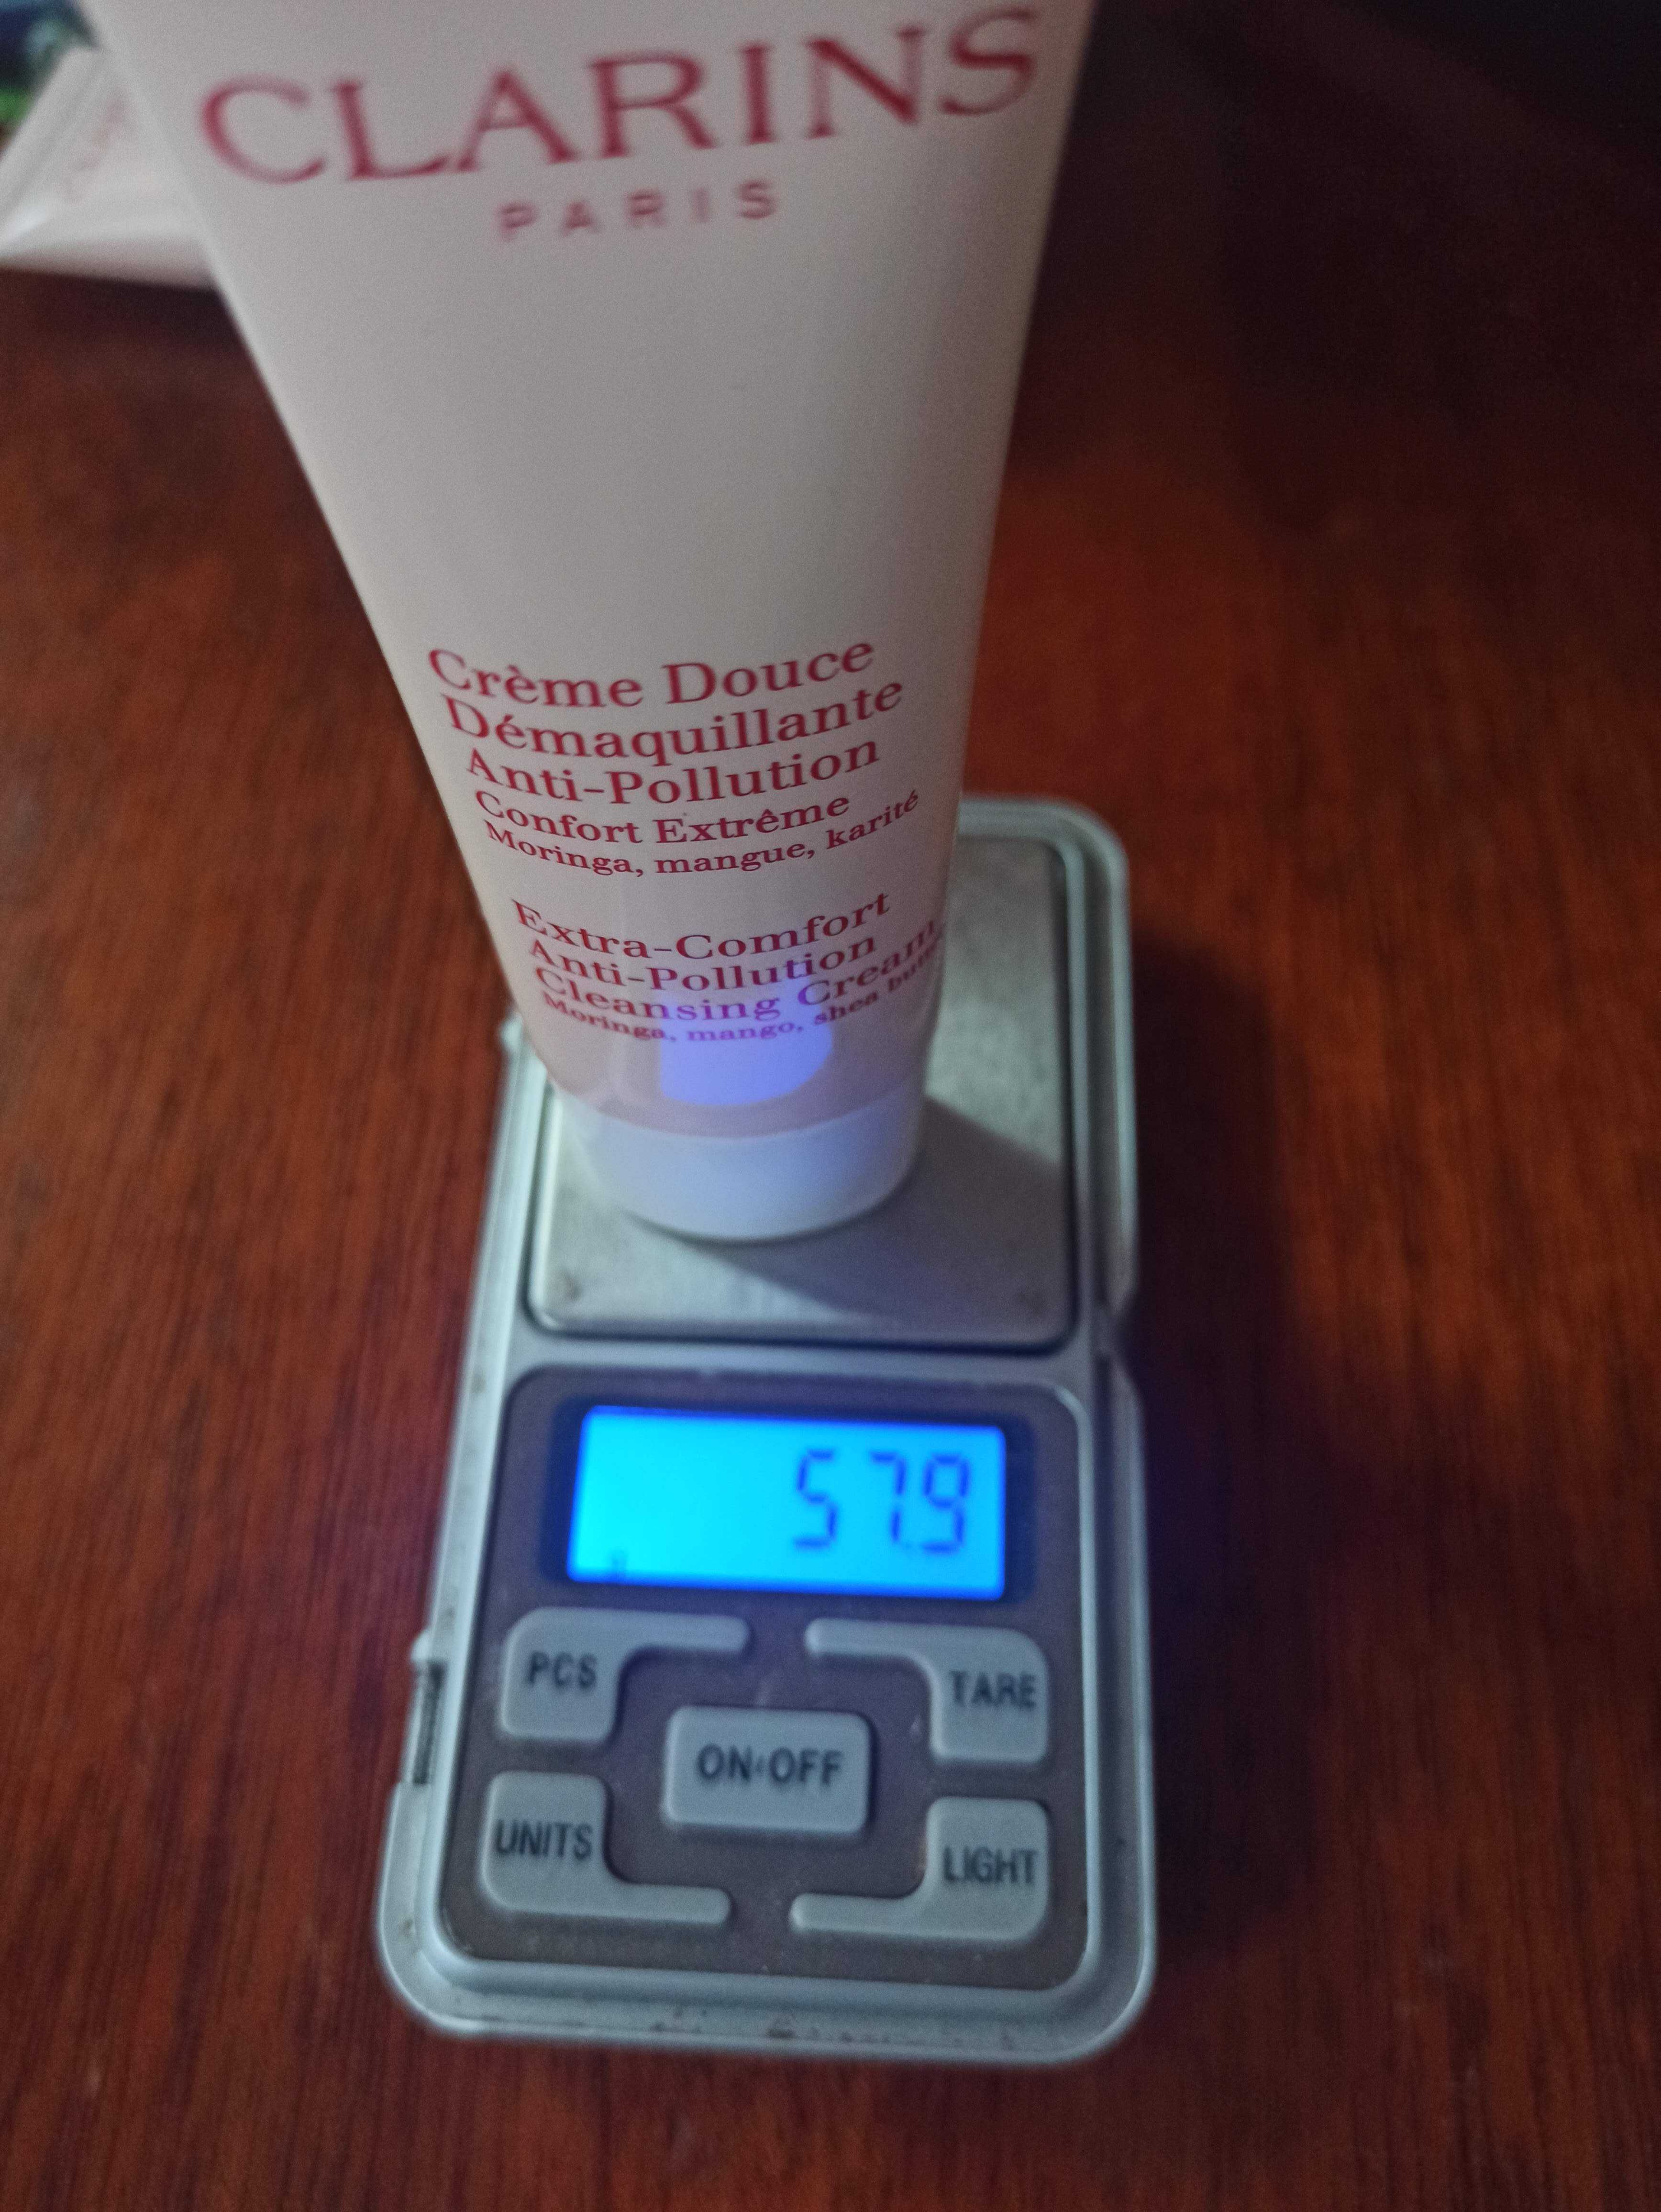 CLARINS
PARIS
Crème Douce
Démaquillante
Anti-Pollution
Confort Extrême
Moringa, mangue, karité
Extra-Comfort
Anti-Pollution
Cleansing Cream
Moringa, mango, shea
57.9
PCS
TARE
ON·OFF
UNITS
LIGHT